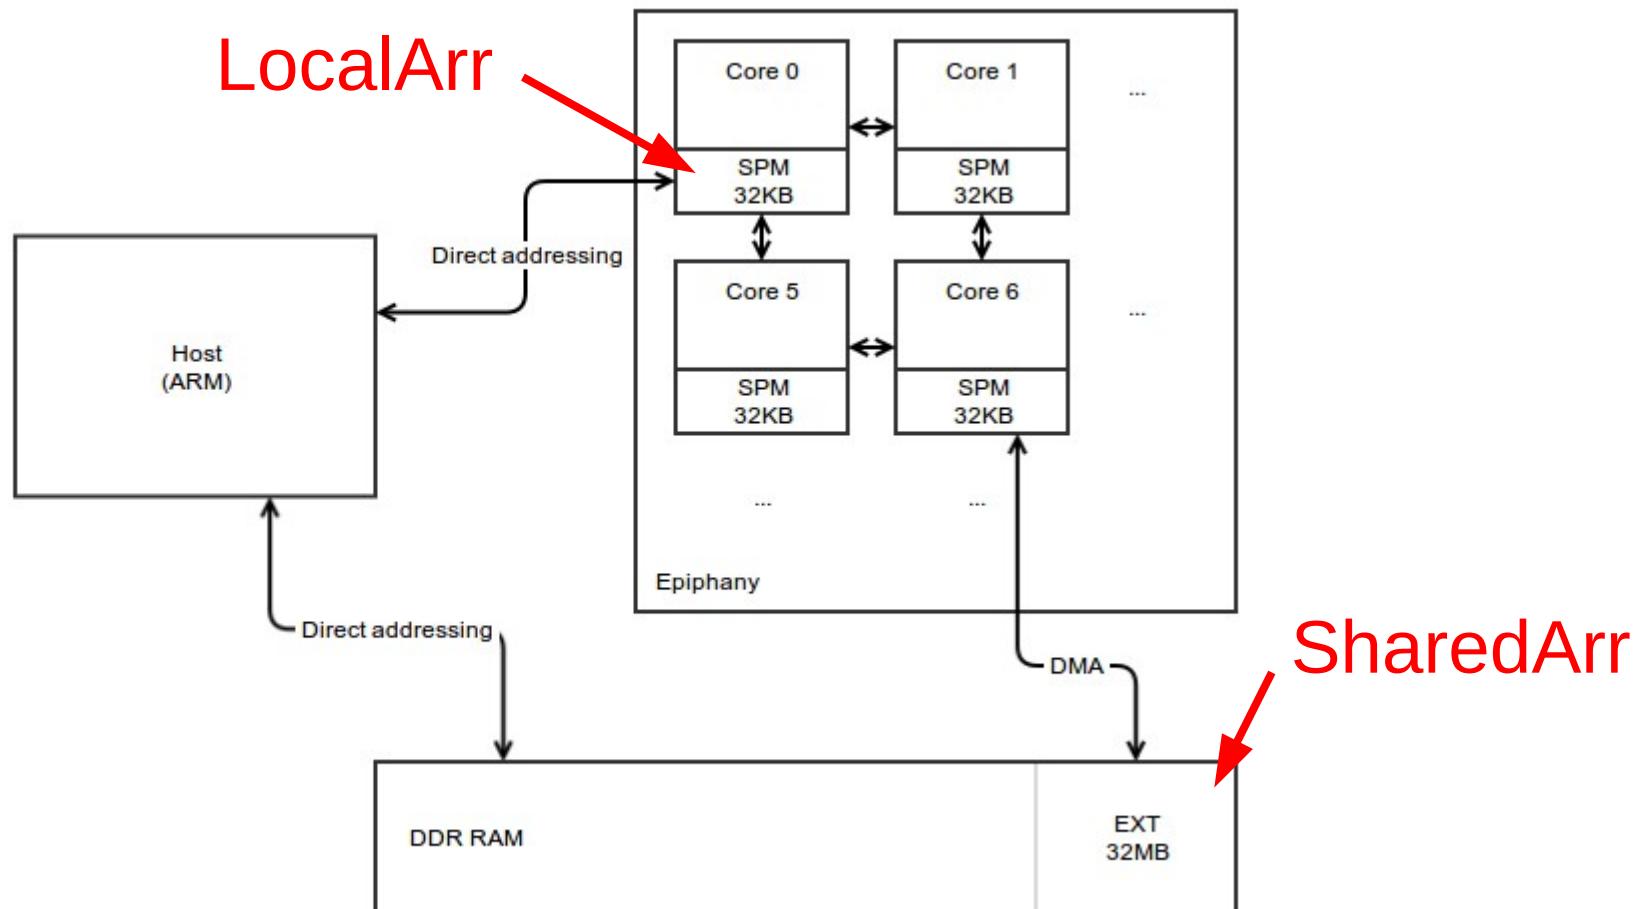 LocalArr
Core 0
Core 1
...
SPM
32KB
SPM
32KB
Direct addressing
Core 5
Core 6
...
Host
(ARM)
SPM
32KB
SPM
32KB
...
...
Epiphany
Direct addressing
SharedArr
DMA
DDR RAM
EXT
32MB